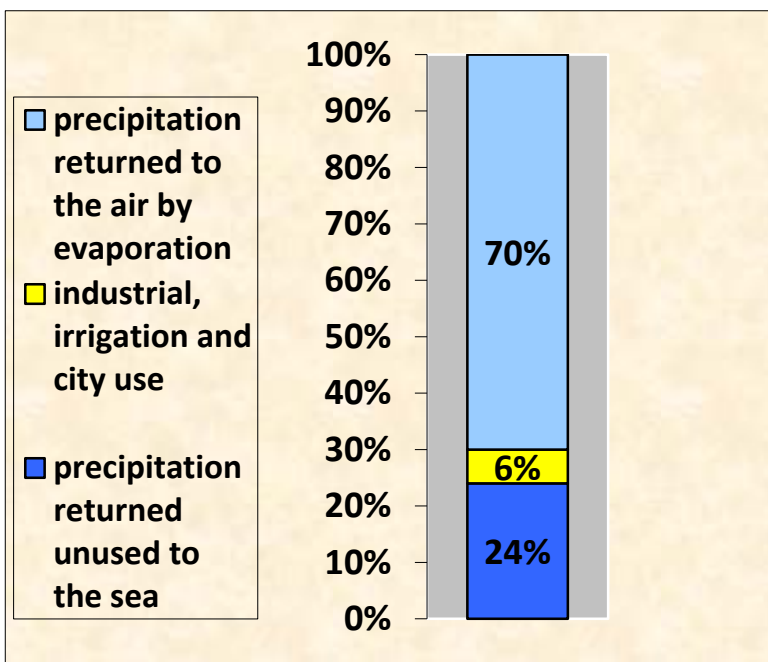 precipitation
returned to
the air by
evaporation
industrial,
irrigation and
city use
precipitation
returned
unused to
the sea
100%
90%
80%
70%
60%
50%
40%
30%
20%
10%
0%
70%
6%
24%